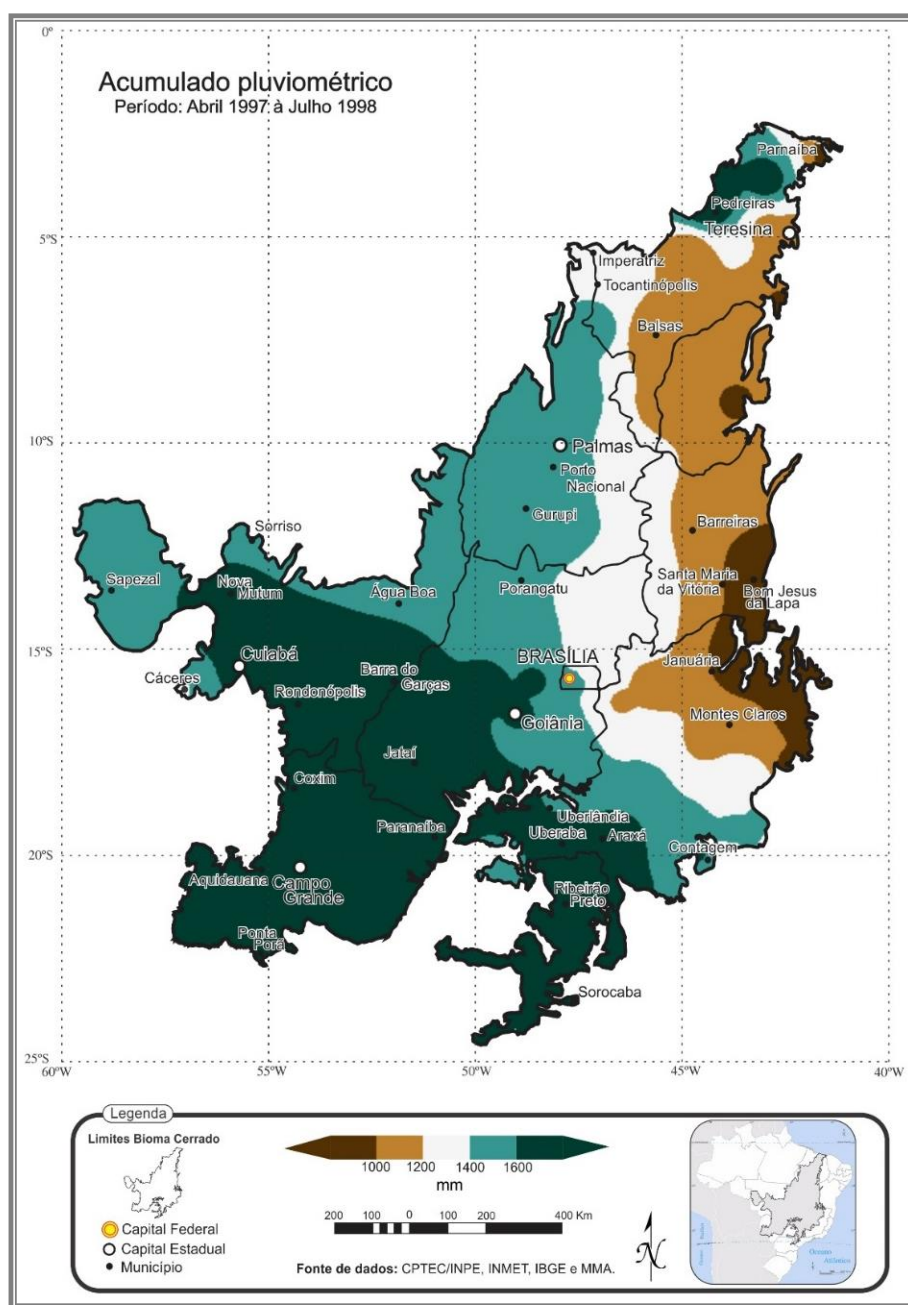 0°
Acumulado pluviométrico
Período: Abril 1997 à Julho 1998
Parnaíba
Pedreiras
Teresina
5°S
Imperatriz
Tocantinópolis
Balsas
10°S
Palmas
Porto
Nacional
Gurupi
Barreiras
Sorriso
Sapezal
Nova
Mutum
Água Boa
Porangatu
Santa Maria
da Vitória
Bom Jesus
da Lapa
15°S
Cuiabá
BRASÍLIA
Januária
Cáceres
Barra do
Garças
Rondonópolis
Goiânia
Montes Claros
Jataí
Coxim
Paranaíba
Uberlândia
Uberaba
Araxá
Contagem
20°S
Aquidauana
Campo
Grande
Ribeirão
Preto
Ponta
Porã
Sorocaba
25°S
60°W
55°W
50°W
45°W
40°W
Legenda
Limites Bioma Cerrado
1000 1200 1400 1600
mm
Capital Federal
Capital Estadual
Município
200 100 0 100 200 400 Km
N
Fonte de dados: CPTEC/INPE, INMET, IBGE e MMA.
Oceano
Atlântico